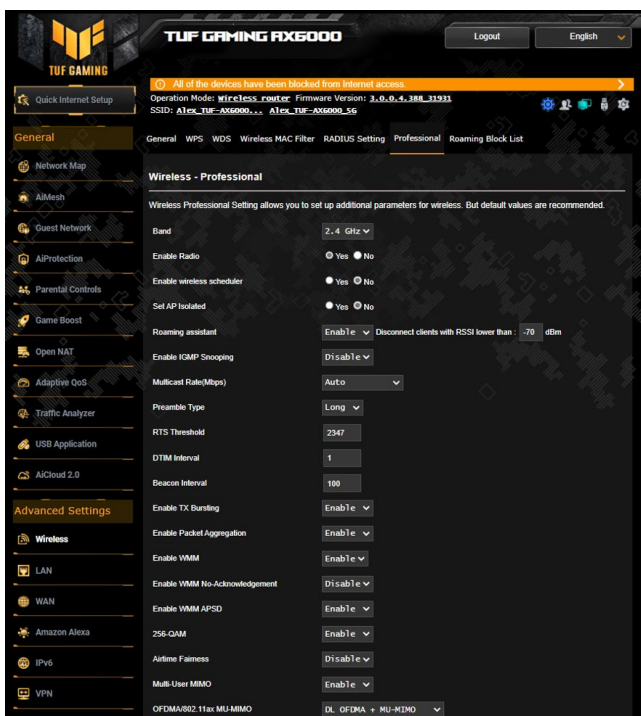 TUF GAMING
TUF GAMING AX6000
Logout
English
All of the devices have been blocked from Internet access.
Quick Internet Setup
Operation Mode: Wireless router Firmware Version: 3.0.0.4.388_31931
SSID: Alex_TUF-AX6000... Alex_TUF-AX6000_5G
General
General WPS WDS Wireless MAC Filter RADIUS Setting Professional Roaming Block List
Network Map
AiMesh
Guest Network
AiProtection
Parental Controls
Game Boost
Open NAT
Adaptive QoS
Traffic Analyzer
USB Application
AiCloud 2.0
Advanced Settings
Wireless
LAN
WAN
Amazon Alexa
IPv6
VPN
Wireless - Professional
Wireless Professional Setting allows you to set up additional parameters for wireless. But default values are recommended.
Band 2.4 GHz
Enable Radio Yes No
Enable wireless scheduler Yes No
Set AP Isolated Yes No
Roaming assistant Enable Disconnect clients with RSSI lower than : -70 dBm
Enable IGMP Snooping Disable
Multicast Rate(Mbps) Auto
Preamble Type Long
RTS Threshold 2347
DTIM Interval 1
Beacon Interval 100
Enable TX Bursting Enable
Enable Packet Aggregation Enable
Enable WMM Enable
Enable WMM No-Acknowledgement Disable
Enable WMM APSD Enable
256-QAM Enable
Airtime Fairness Disable
Multi-User MIMO Enable
OFDMA/802.11ax MU-MIMO DL OFDMA + MU-MIMO